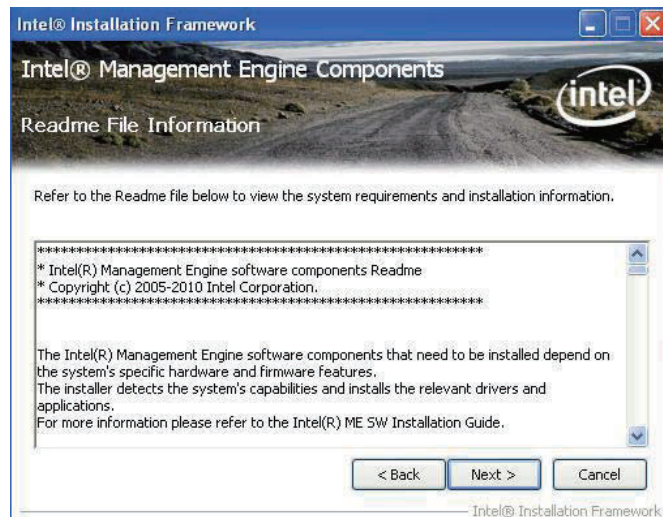 Intel® Installation Framework
Intel® Management Engine Components
intel
Readme File Information
Refer to the Readme file below to view the system requirements and installation information.
*********************************************************
* Intel(R) Management Engine software components Readme
* Copyright (c) 2005-2010 Intel Corporation.
*********************************************************
The Intel(R) Management Engine software components that need to be installed depend on
the system's specific hardware and firmware features.
The installer detects the system's capabilities and installs the relevant drivers and
applications.
For more information please refer to the Intel(R) ME SW Installation Guide.
< Back
Next >
Cancel
Intel® Installation Framework